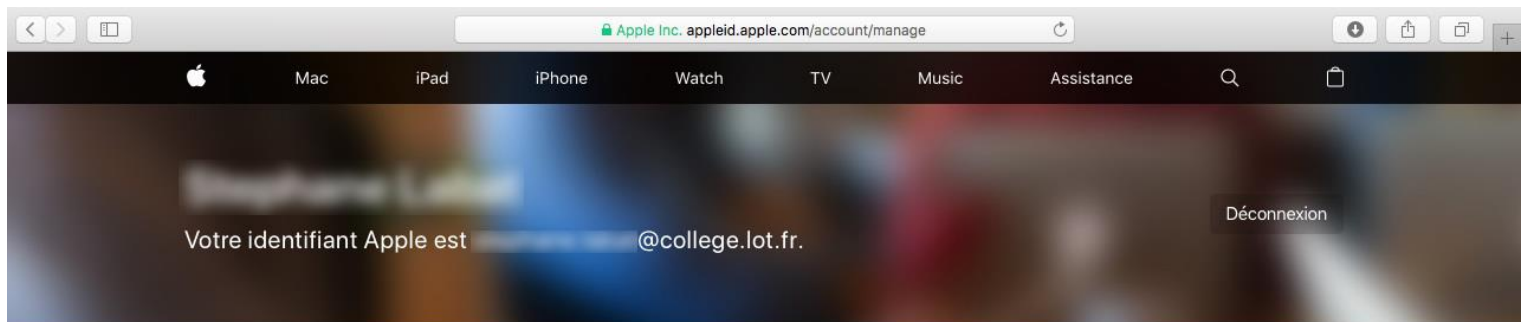 Apple Inc. appleid.apple.com/account/manage
Mac iPad iPhone Watch TV Music Assistance
Déconnexion
Votre identifiant Apple est @college.lot.fr.